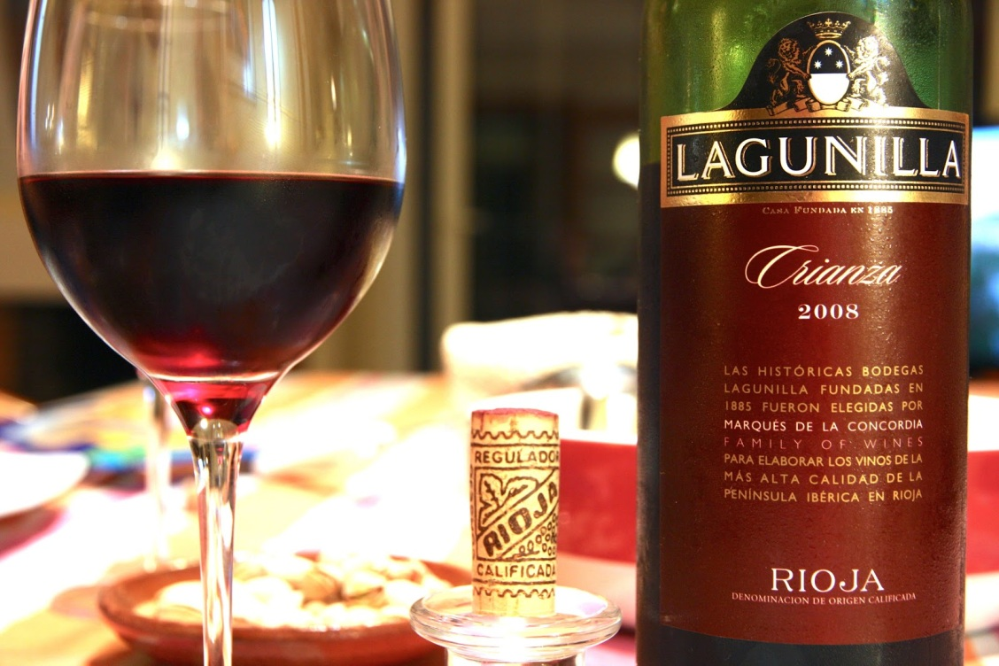 LAGUNILLA
CASA FUNDADA EN 1885
Crianza
2008
LAS HISTÓRICAS BODEGAS
LAGUNILLA FUNDADAS EN
1885 FUERON ELEGIDAS POR
MARQUÉS DE LA CONCORDIA
FAMILY OF WINES
PARA ELABORAR LOS VINOS DE LA
MÁS ALTA CALIDAD DE LA
PENÍNSULA IBÉRICA EN RIOJA
RIOJA
DENOMINACION DE ORIGEN CALIFICADA
REGULADOR
RIOJA
CALIFICADA